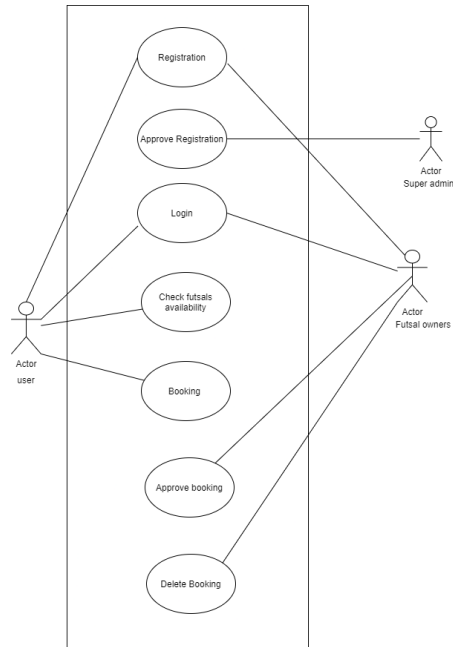 Registration
Approve Registration
Actor
Super admin
Login
Actor
Futsal owners
Check futsals
availability
Actor
user
Booking
Approve booking
Delete Booking